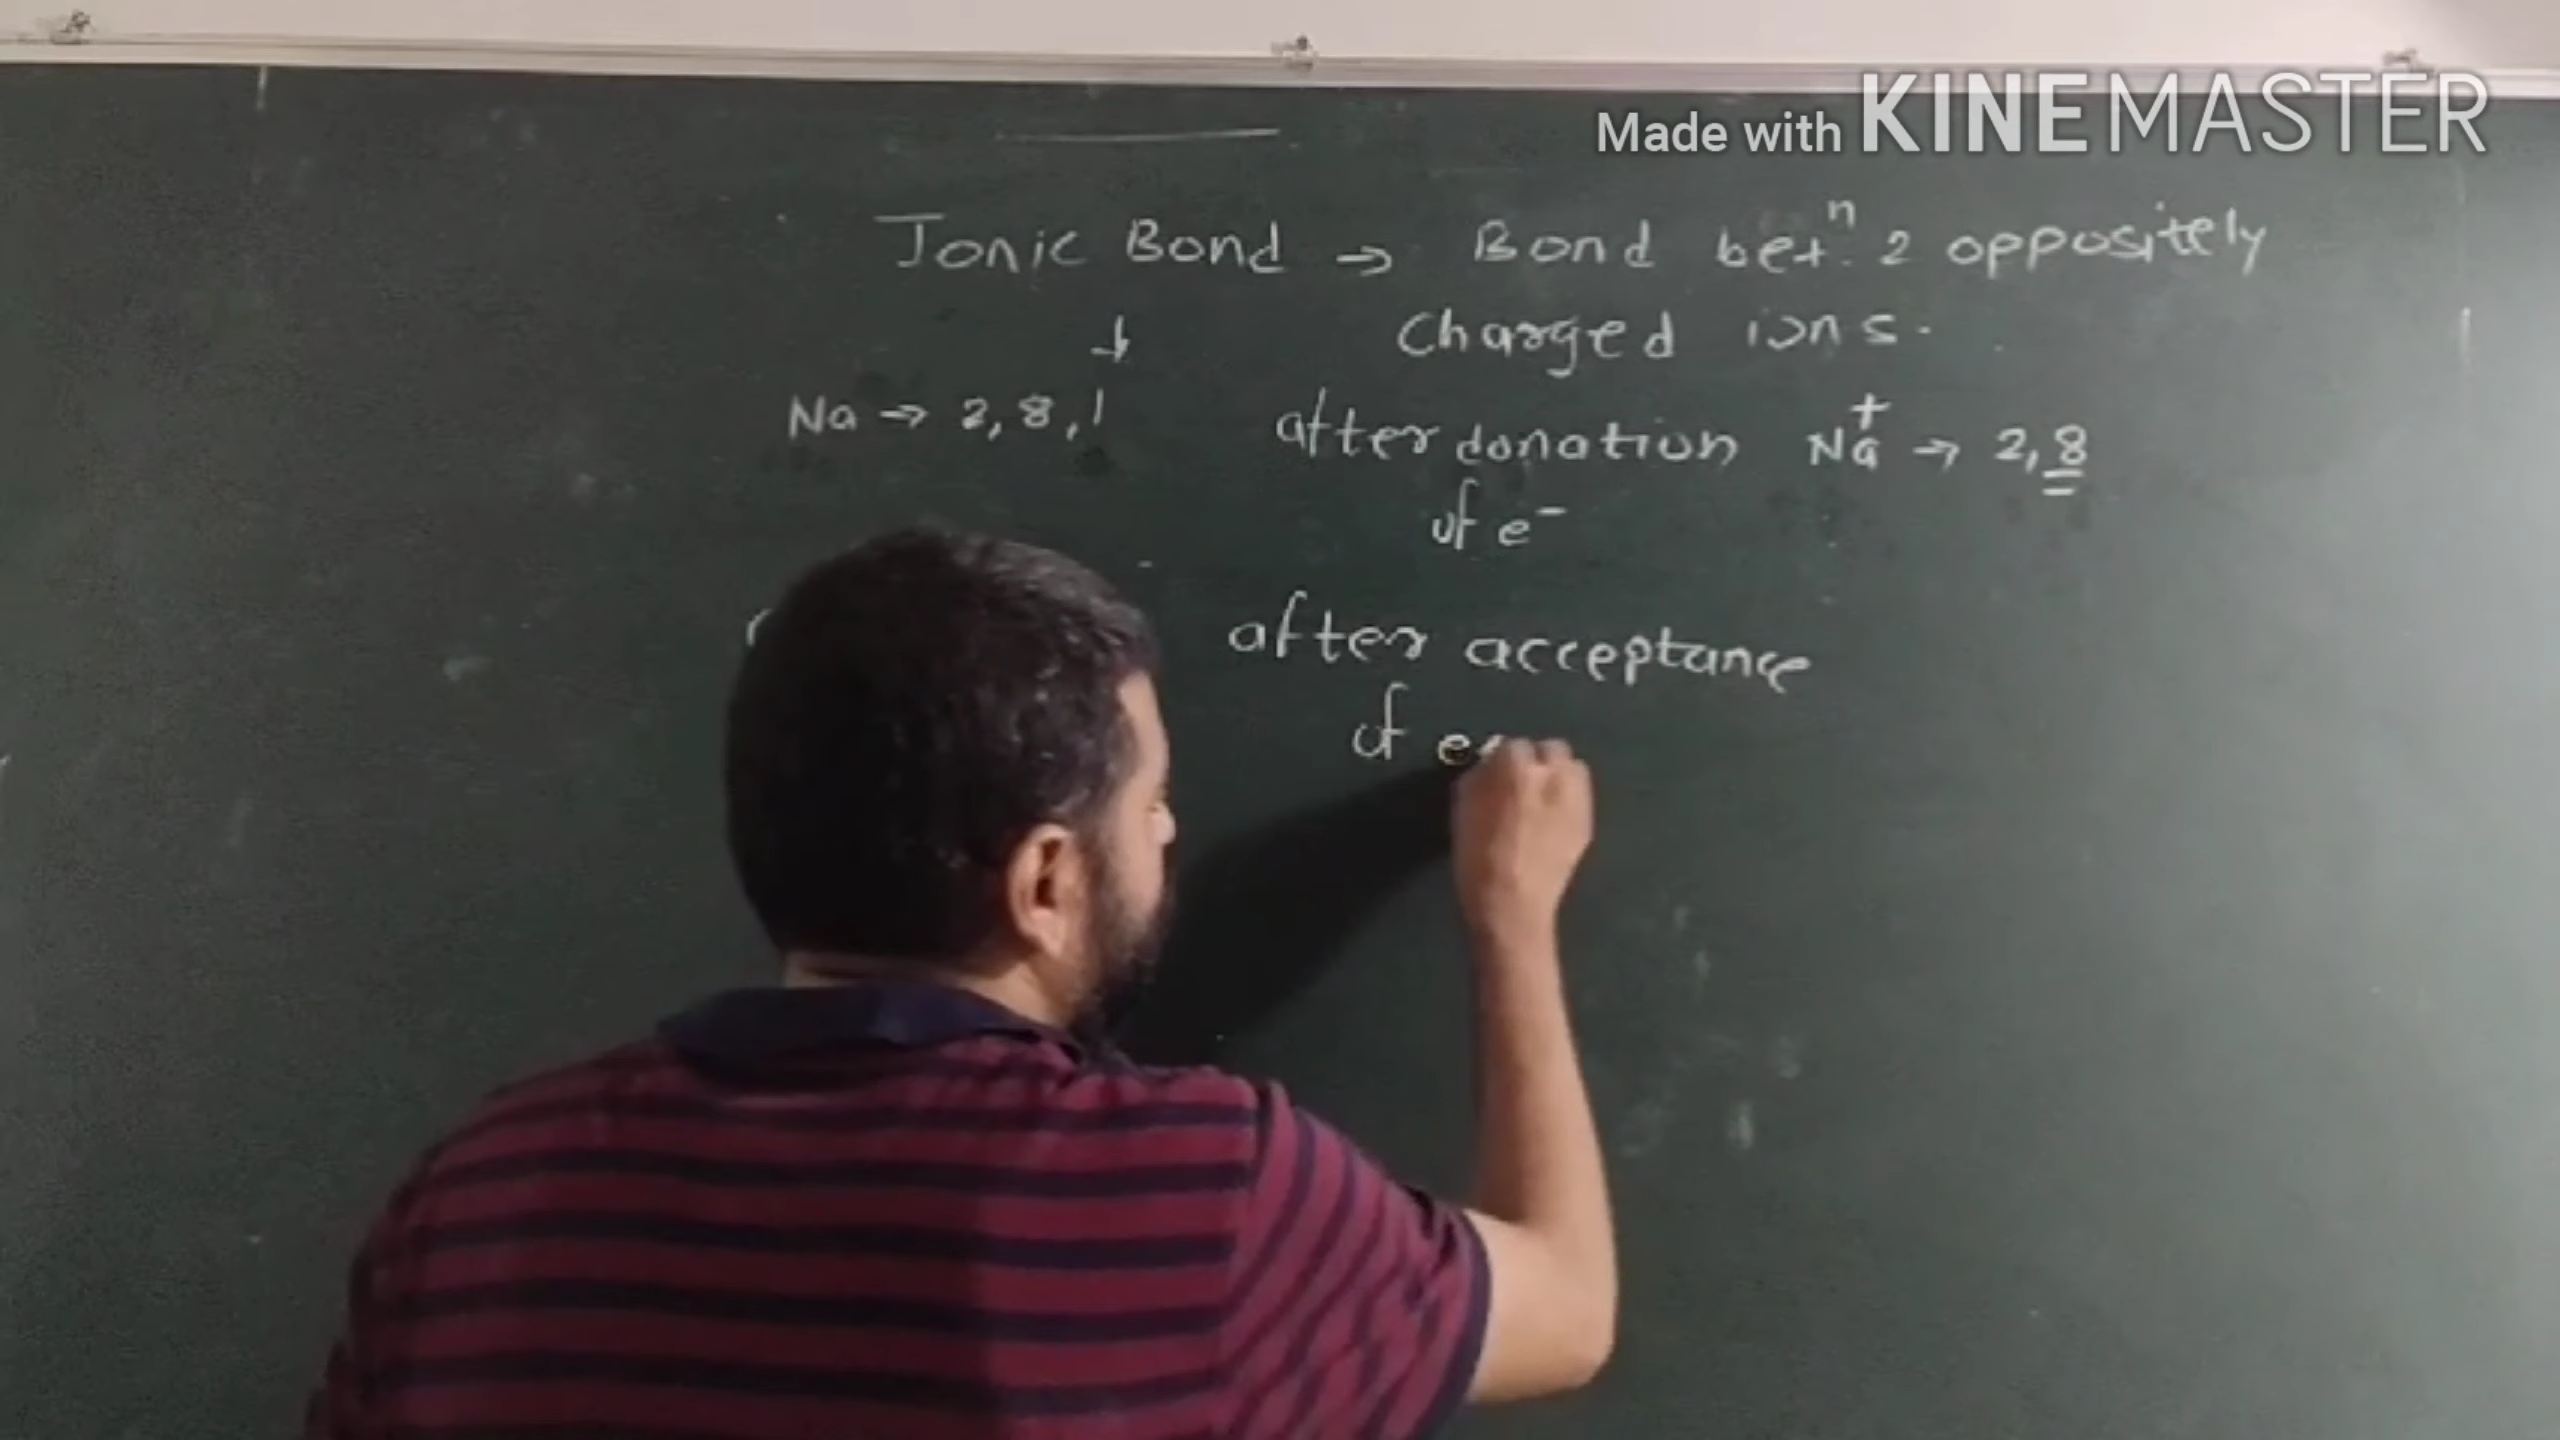 Made with KINEMASTER
Ionic Bond → Bond betⁿ. 2 oppositely
charged ions.
Na → 2, 8, 1 after donation Na⁺ → 2, 8
of e⁻
after acceptance
of